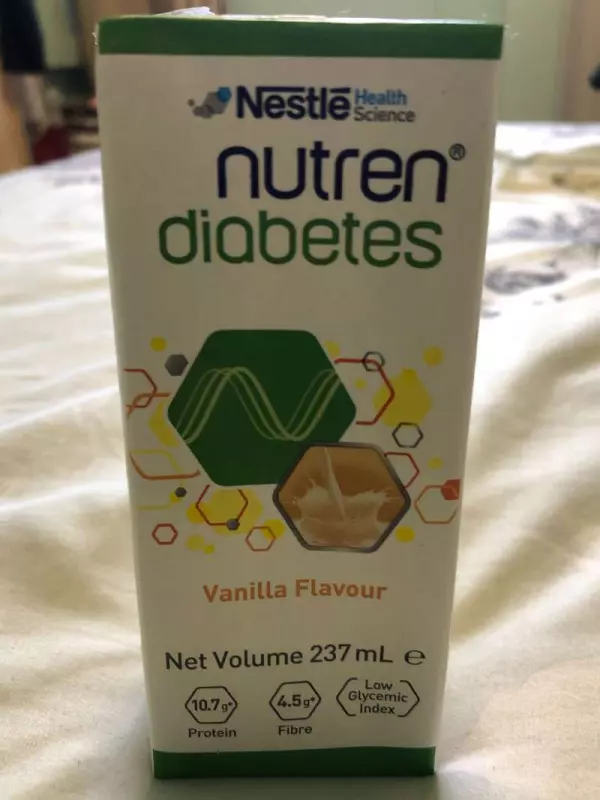 Nestlé Health Science
nutren®
diabetes
Vanilla Flavour
Net Volume 237 mL ℮
10.7g* 4.5g* Low Glycemic Index
Protein Fibre